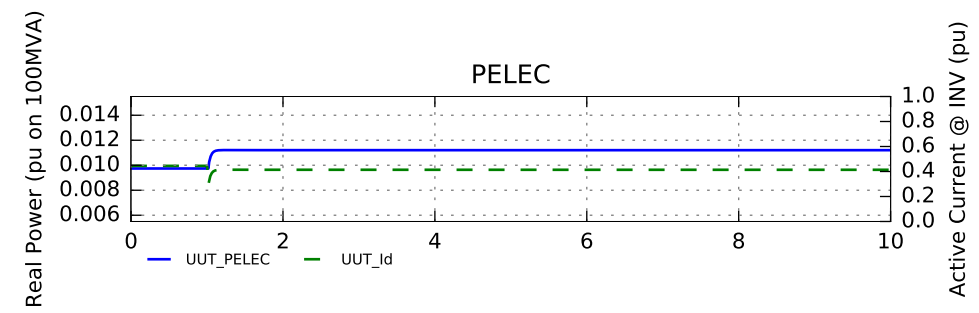 PELEC
Real Power (pu on 100MVA)
0.014
0.012
0.010
0.008
0.006
1.0
0.8
0.6
0.4
0.2
0.0
Active Current @ INV (pu)
0 2 4 6 8 10
UUT_PELEC UUT_Id